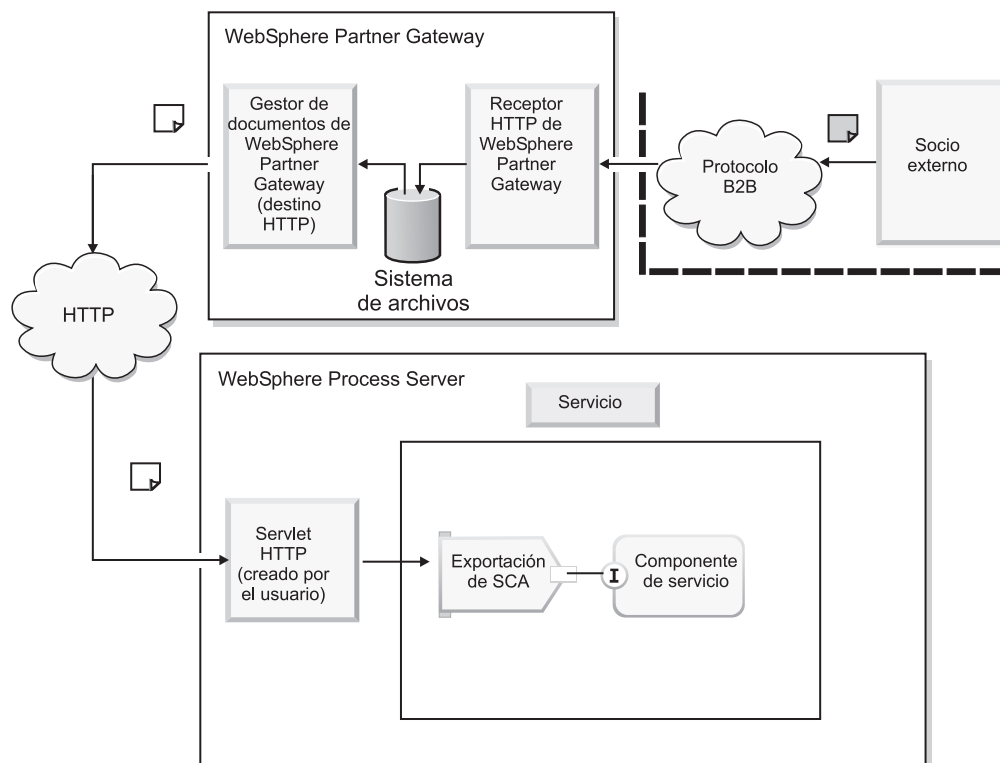 WebSphere Partner Gateway
Gestor de
documentos de
WebSphere
Partner
Gateway
(destino
HTTP)
Receptor
HTTP de
WebSphere
Partner
Gateway
Protocolo
B2B
Socio
externo
Sistema
de archivos
HTTP
WebSphere Process Server
Servicio
Servlet
HTTP
(creado por
el usuario)
Exportación
de SCA
I
Componente
de servicio